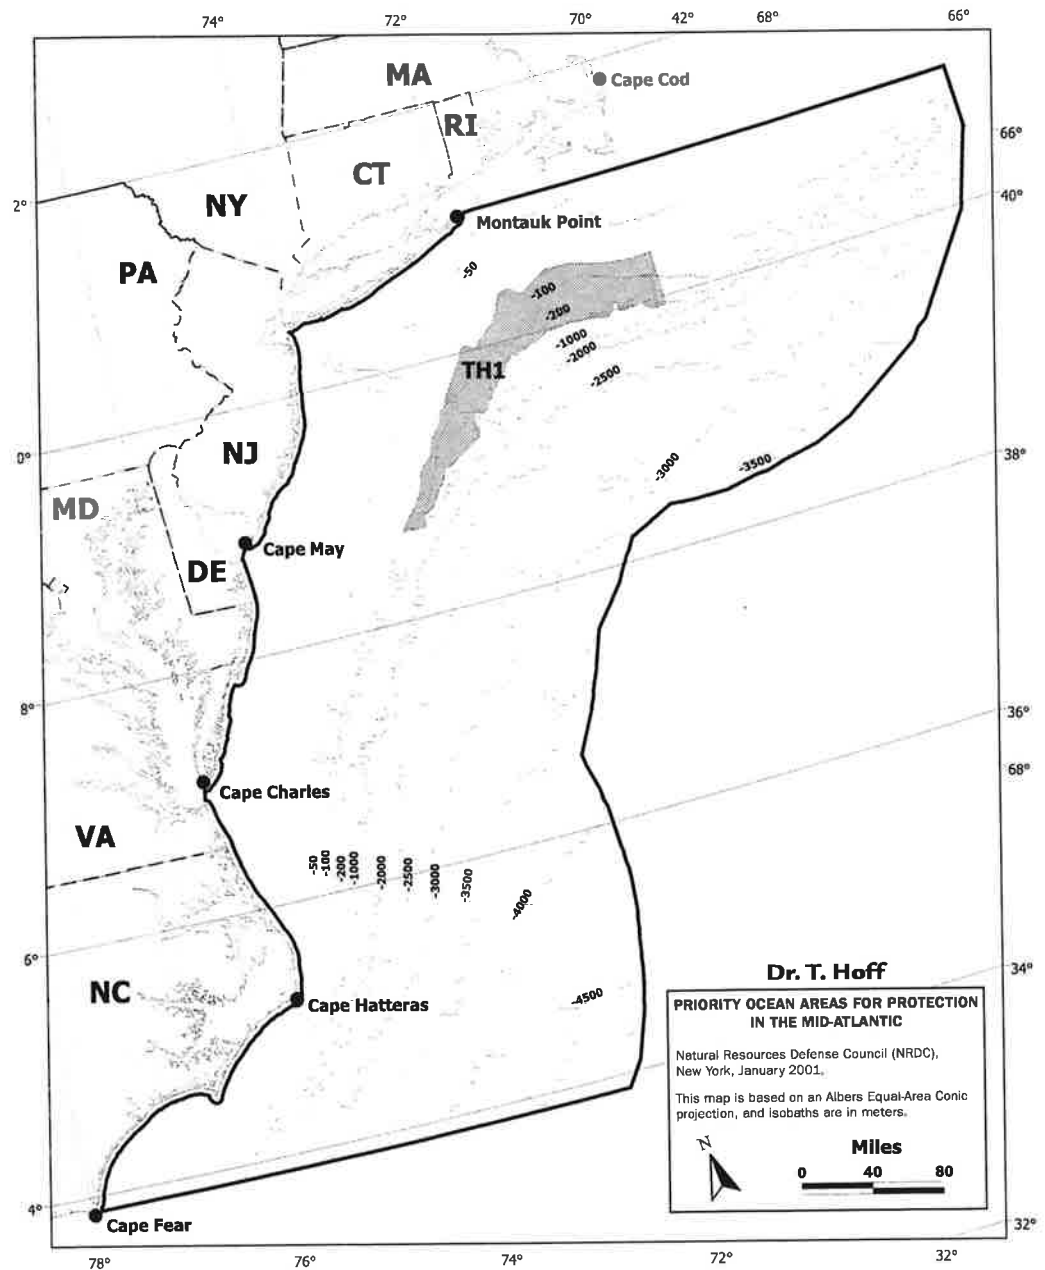 74°
72°
70°
42°
68°
66°
MA
Cape Cod
RI
66°
CT
40°
2°
NY
Montauk Point
PA
-50
-100
-200
-1000
-2000
TH1
-2500
NJ
0°
38°
-3000
-3500
MD
Cape May
DE
8°
36°
68°
Cape Charles
VA
-50
-100
-200
-1000
-2000
-2500
-3000
-3500
-4000
6°
34°
NC
Dr. T. Hoff
Cape Hatteras
-4500
PRIORITY OCEAN AREAS FOR PROTECTION
IN THE MID-ATLANTIC
Natural Resources Defense Council (NRDC),
New York, January 2001.
This map is based on an Albers Equal-Area Conic
projection, and isobaths are in meters.
N
Miles
0 40 80
4°
Cape Fear
32°
78°
76°
74°
72°
32°